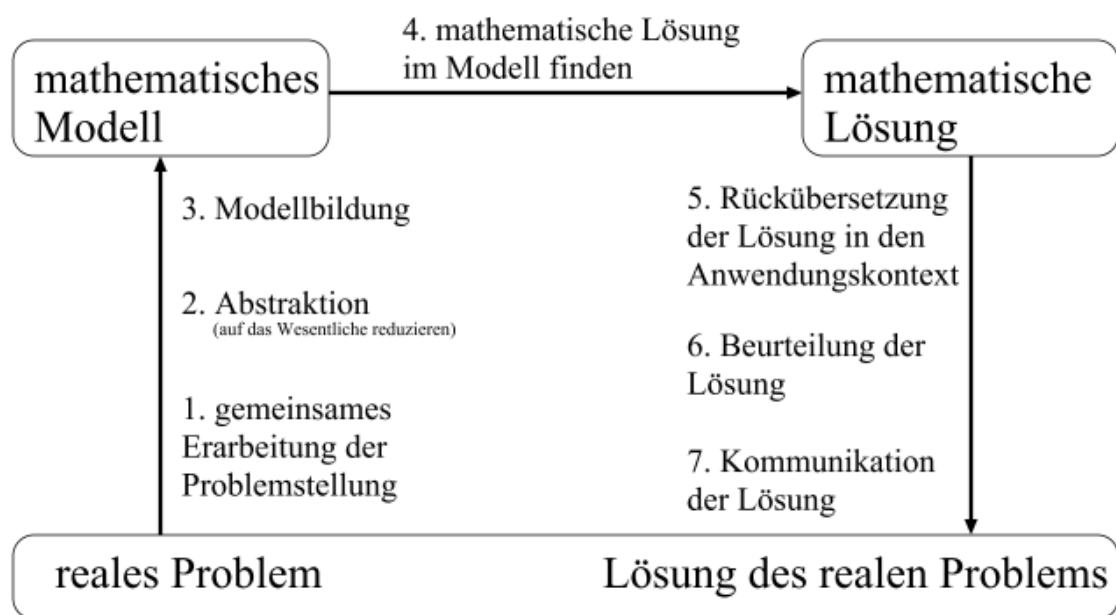 4. mathematische Lösung
im Modell finden
mathematisches
Modell
mathematische
Lösung
3. Modellbildung
2. Abstraktion
(auf das Wesentliche reduzieren)
1. gemeinsames
Erarbeitung der
Problemstellung
5. Rückübersetzung
der Lösung in den
Anwendungskontext
6. Beurteilung der
Lösung
7. Kommunikation
der Lösung
reales Problem
Lösung des realen Problems